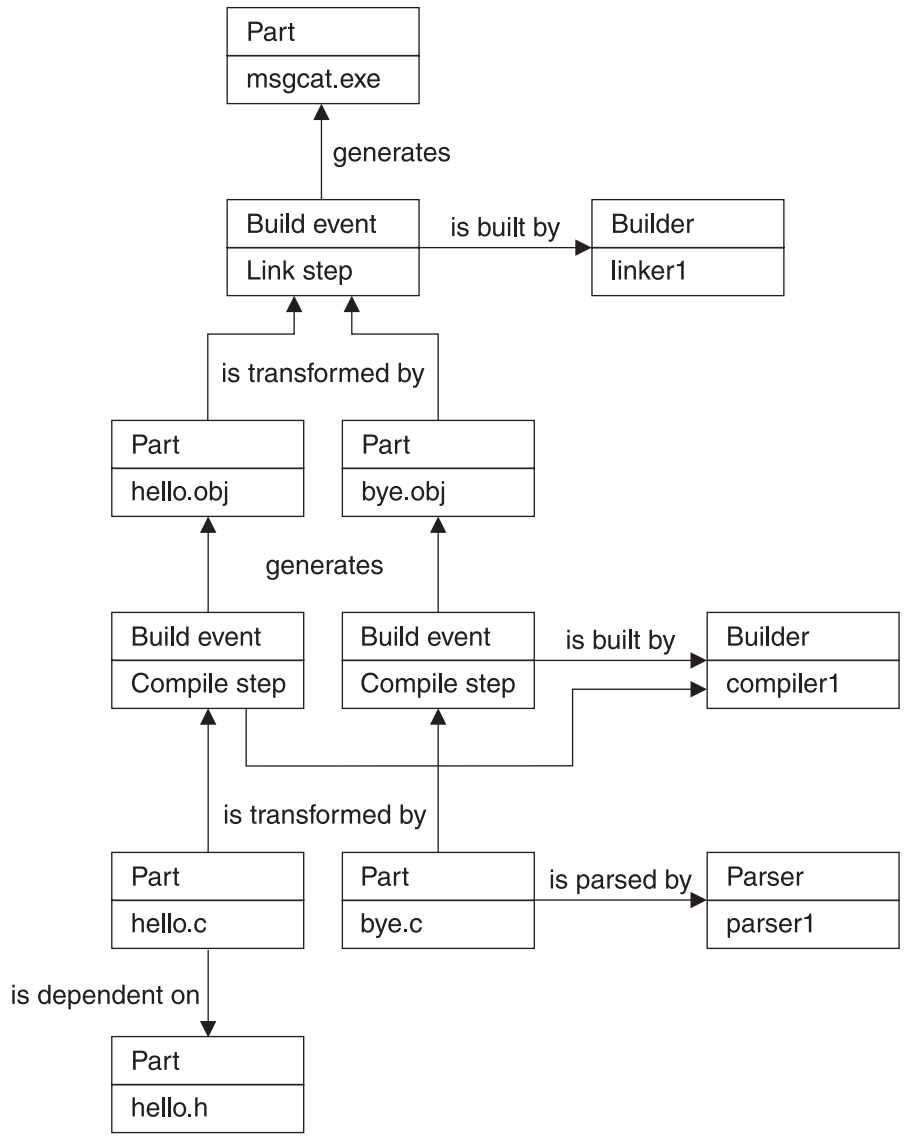 Part
msgcat.exe
generates
Build event
Link step
is built by
Builder
linker1
is transformed by
Part
hello.obj
Part
bye.obj
generates
Build event
Compile step
Build event
Compile step
is built by
Builder
compiler1
is transformed by
Part
hello.c
Part
bye.c
is parsed by
Parser
parser1
is dependent on
Part
hello.h